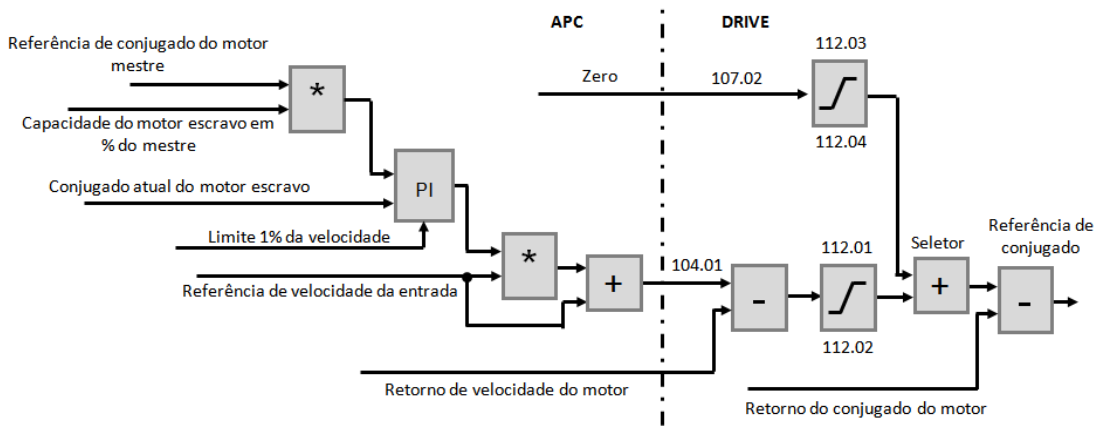 APC
DRIVE
Referência de conjugado do motor
mestre
*
Capacidade do motor escravo em
% do mestre
Zero
107.02
112.03
112.04
Conjugado atual do motor escravo
PI
Limite 1% da velocidade
Referência de velocidade da entrada
*
+
104.01
-
112.01
112.02
Seletor
+
Referência de
conjugado
-
Retorno de velocidade do motor
Retorno do conjugado do motor